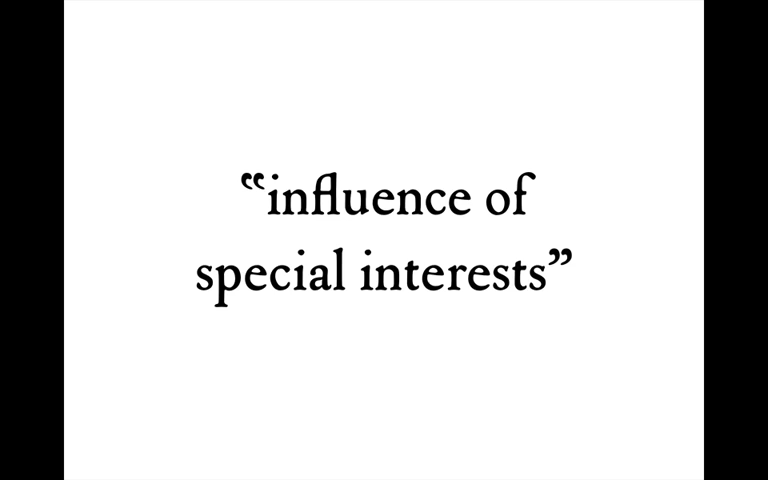 “influence of
special interests”